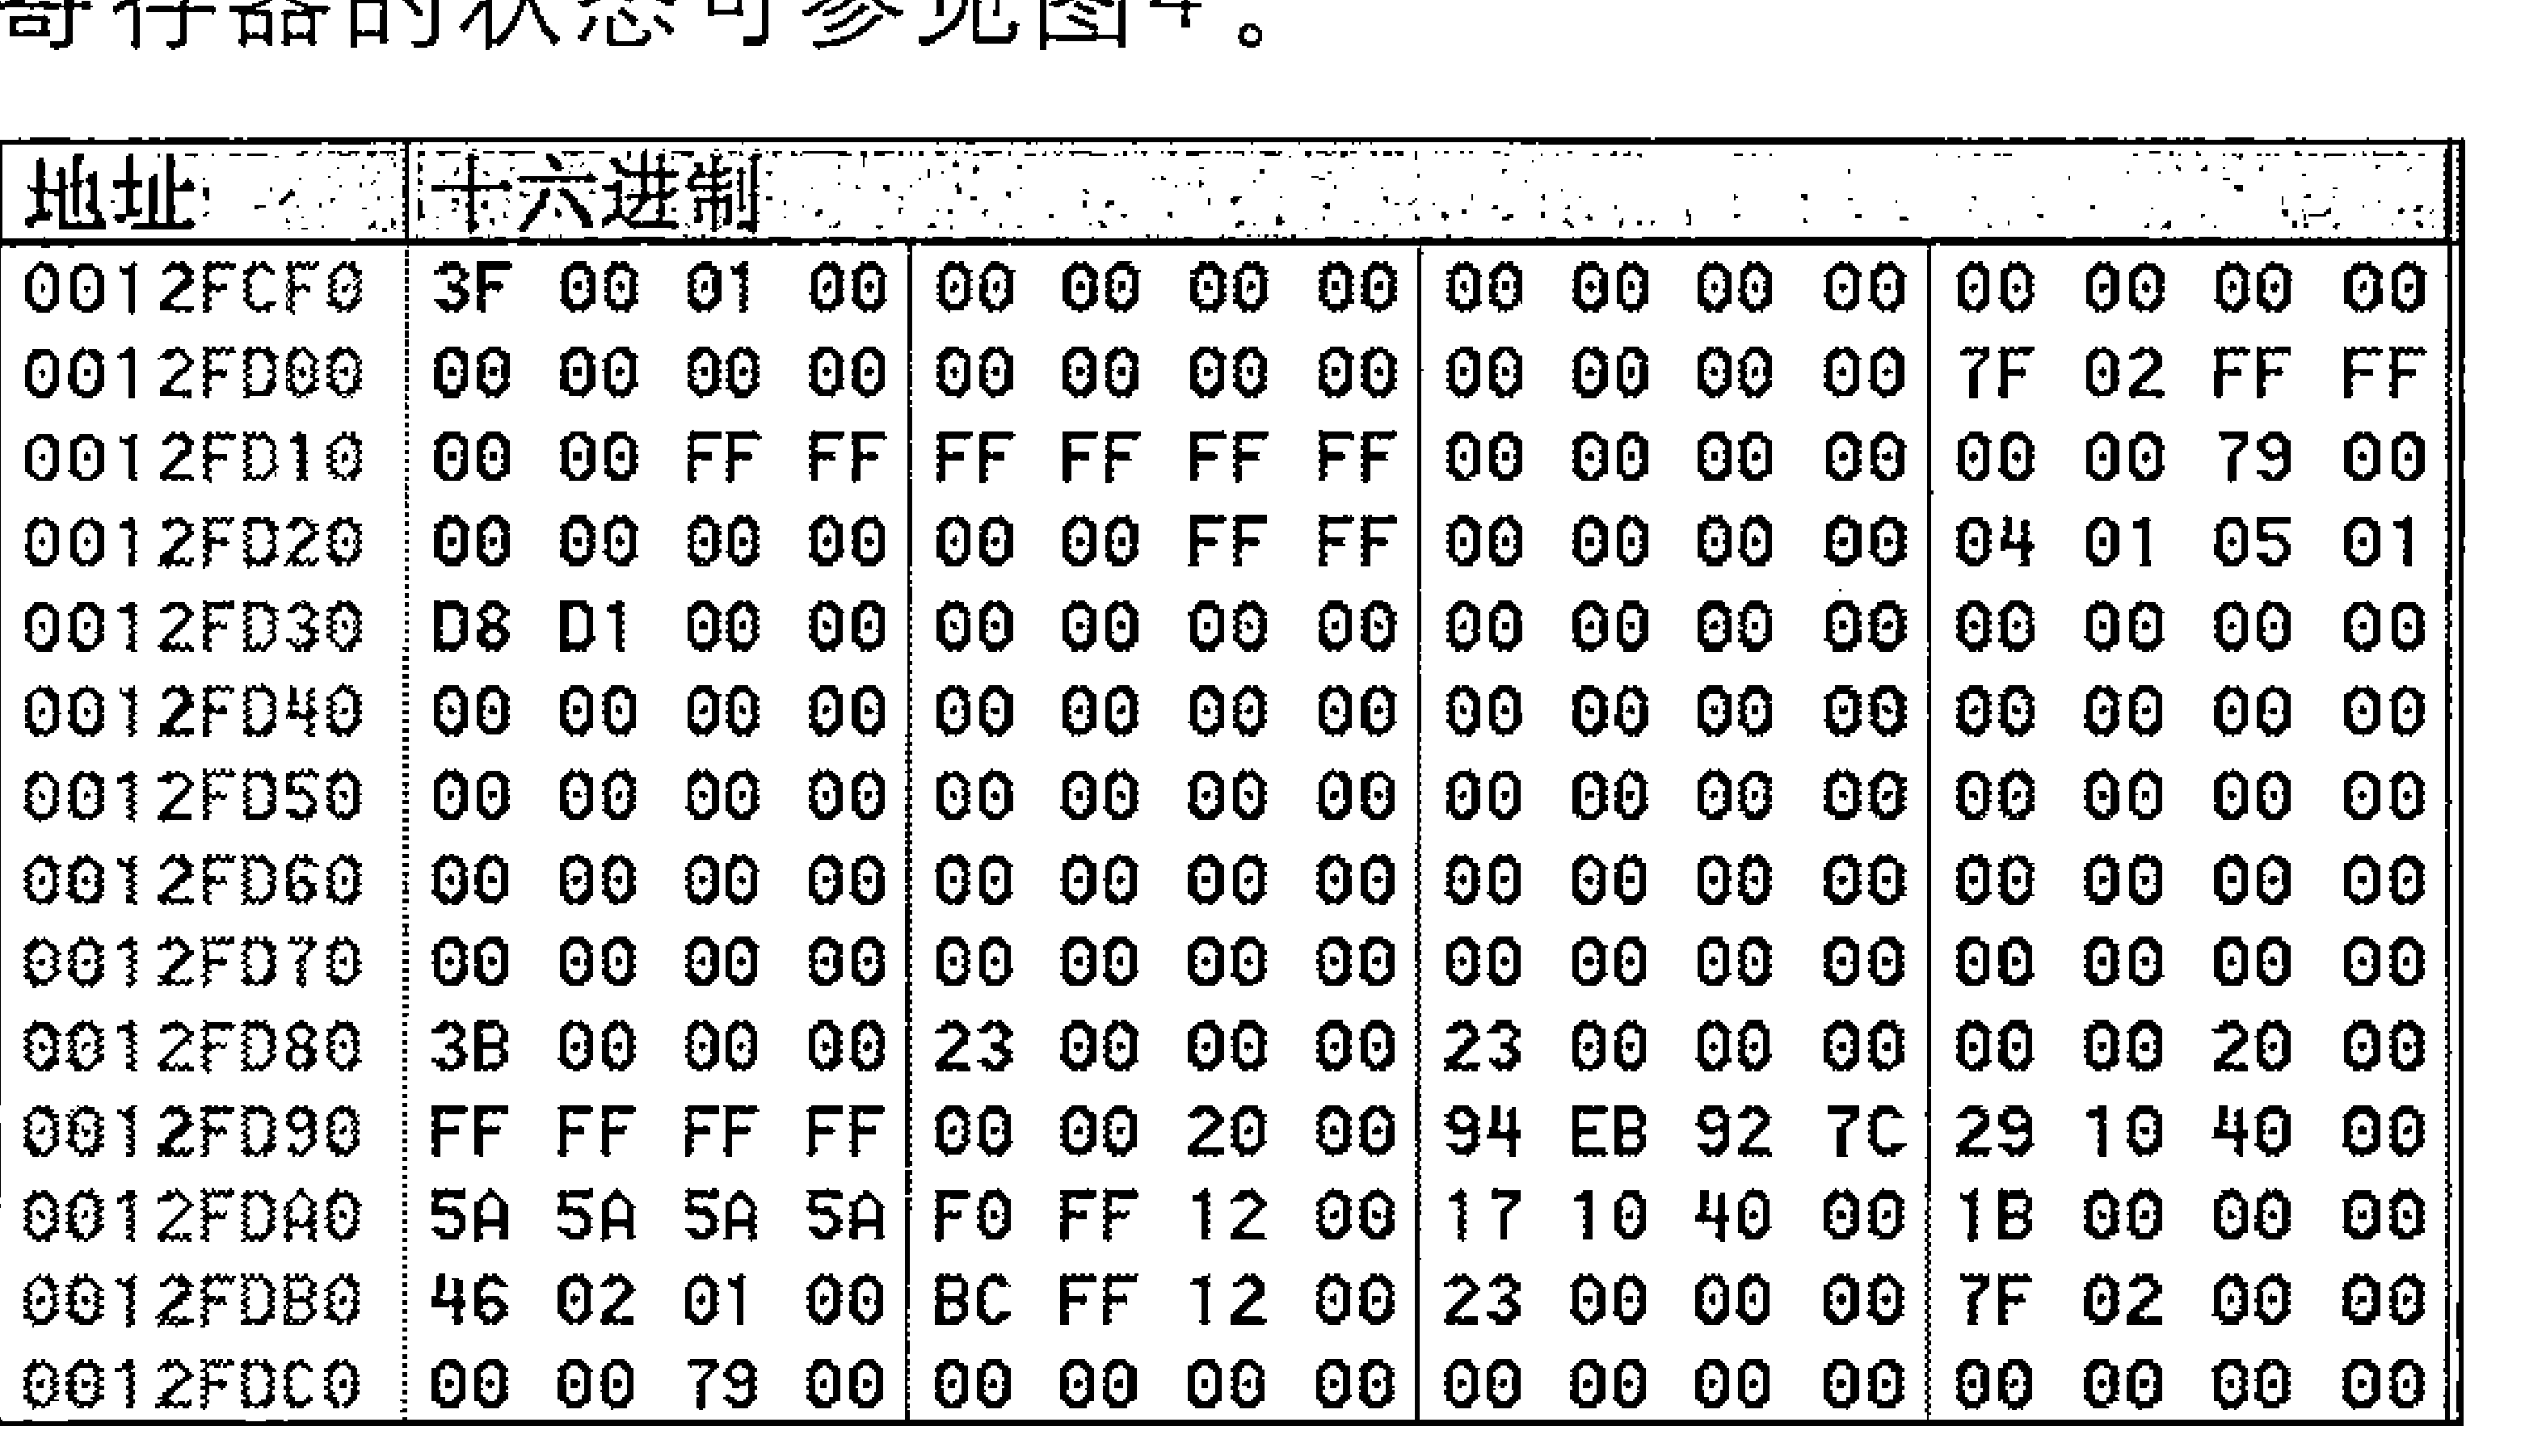 寄存器的状态可参见图4。
地址 十六进制
0012FCF0 3F 00 01 00 00 00 00 00 00 00 00 00 00 00 00 00
0012FD00 00 00 00 00 00 00 00 00 00 00 00 00 7F 02 FF FF
0012FD10 00 00 FF FF FF FF FF FF 00 00 00 00 00 00 79 00
0012FD20 00 00 00 00 00 00 FF FF 00 00 00 00 04 01 05 01
0012FD30 D8 D1 00 00 00 00 00 00 00 00 00 00 00 00 00 00
0012FD40 00 00 00 00 00 00 00 00 00 00 00 00 00 00 00 00
0012FD50 00 00 00 00 00 00 00 00 00 00 00 00 00 00 00 00
0012FD60 00 00 00 00 00 00 00 00 00 00 00 00 00 00 00 00
0012FD70 00 00 00 00 00 00 00 00 00 00 00 00 00 00 00 00
0012FD80 3B 00 00 00 23 00 00 00 23 00 00 00 00 00 20 00
0012FD90 FF FF FF FF 00 00 20 00 94 EB 92 7C 29 10 40 00
0012FDA0 5A 5A 5A 5A F0 FF 12 00 17 10 40 00 1B 00 00 00
0012FDB0 46 02 01 00 BC FF 12 00 23 00 00 00 7F 02 00 00
0012FDC0 00 00 79 00 00 00 00 00 00 00 00 00 00 00 00 00